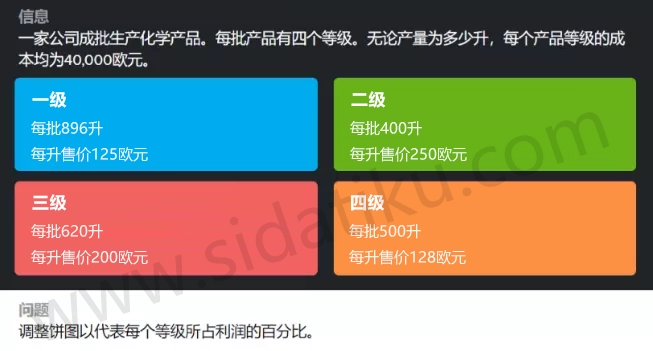 信息
一家公司成批生产化学产品。每批产品有四个等级。无论产量为多少升，每个产品等级的成
本均为40,000欧元。
一级
每批896升
每升售价125欧元
二级
每批400升
每升售价250欧元
三级
每批620升
每升售价200欧元
四级
每批500升
每升售价128欧元
www.sidatiku.com
问题
调整饼图以代表每个等级所占利润的百分比。